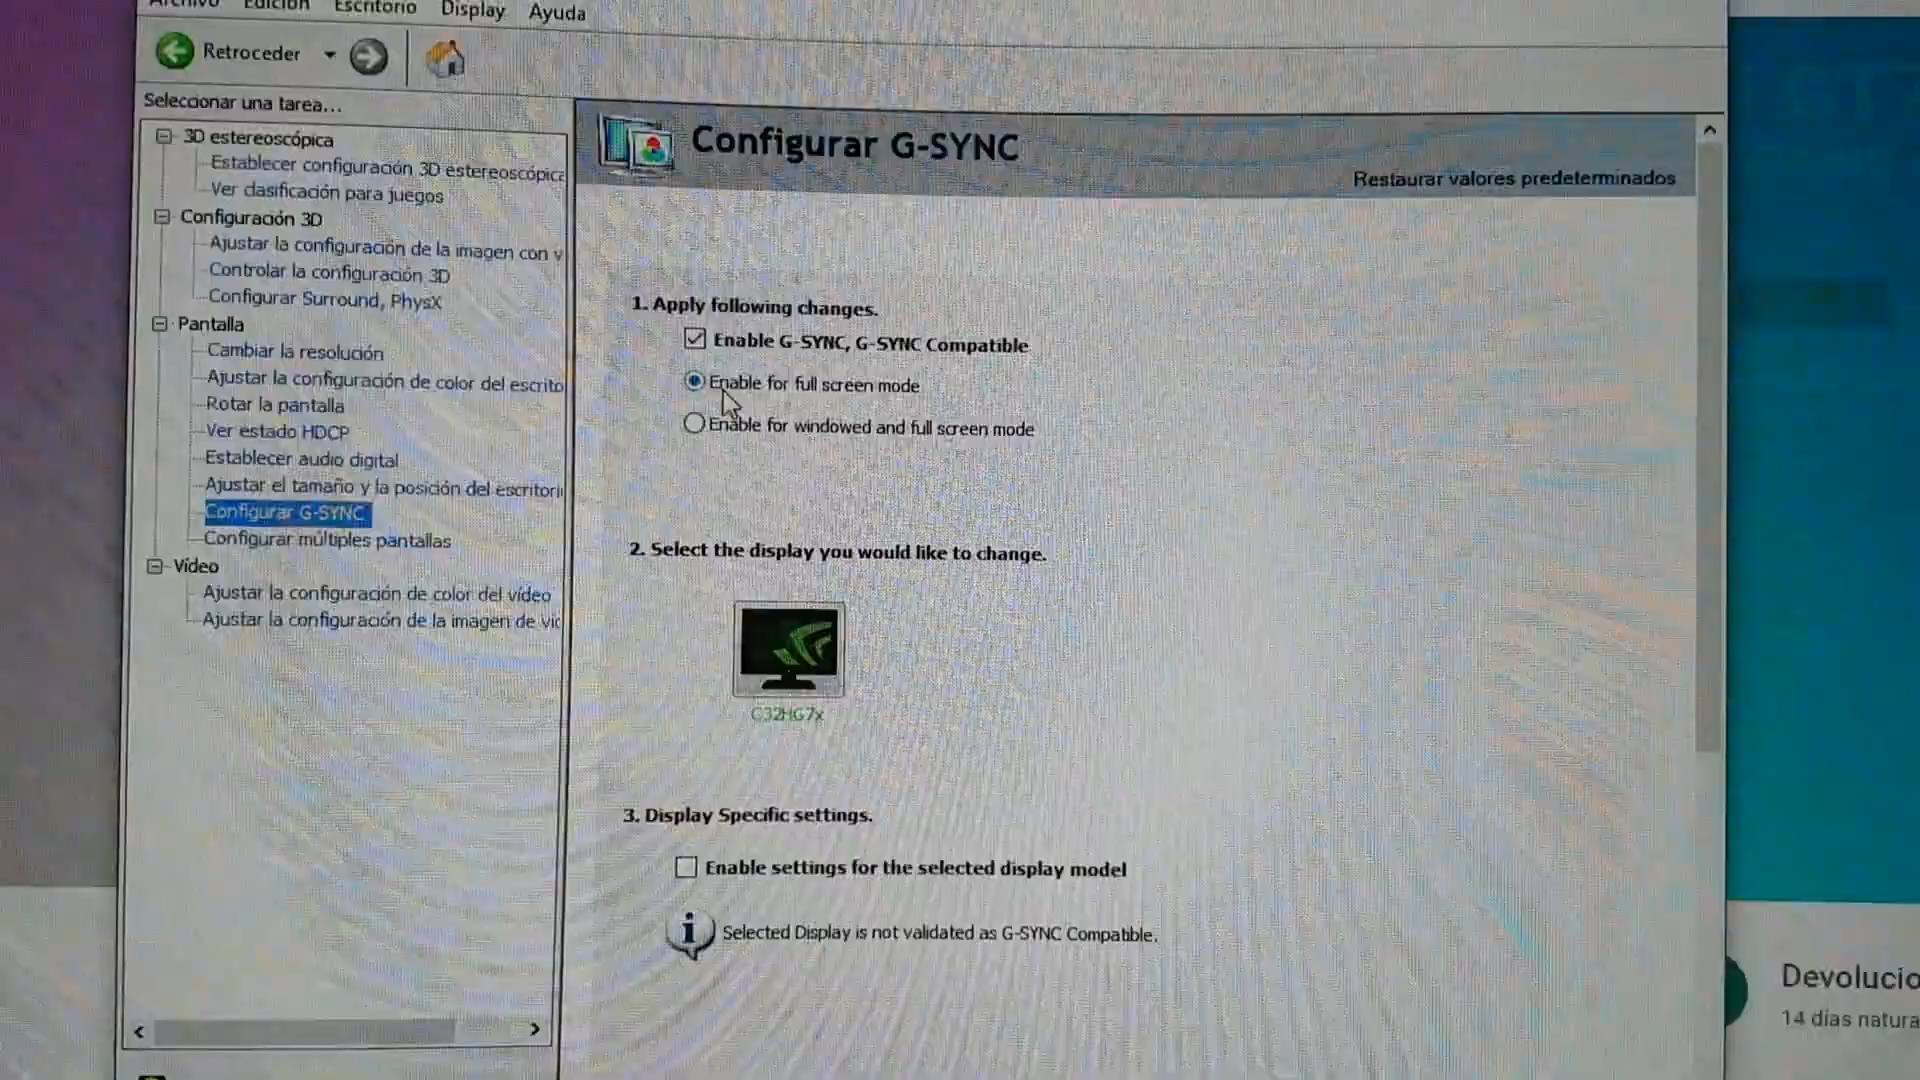 Archivo Edición Escritorio Display Ayuda
Retroceder
Seleccionar una tarea...
3D estereoscópica
Establecer configuración 3D estereoscópica
Ver clasificación para juegos
Configuración 3D
Ajustar la configuración de la imagen con v
Controlar la configuración 3D
Configurar Surround, PhysX
Pantalla
Cambiar la resolución
Ajustar la configuración de color del escrito
Rotar la pantalla
Ver estado HDCP
Establecer audio digital
Ajustar el tamaño y la posición del escritori
Configurar G-SYNC
Configurar múltiples pantallas
Vídeo
Ajustar la configuración de color del vídeo
Ajustar la configuración de la imagen de vid
Configurar G-SYNC
Restaurar valores predeterminados
1. Apply following changes.
Enable G-SYNC, G-SYNC Compatible
Enable for full screen mode
Enable for windowed and full screen mode
2. Select the display you would like to change.
C32HG7x
3. Display Specific settings.
Enable settings for the selected display model
Selected Display is not validated as G-SYNC Compatible.
Devolucio
14 días natura